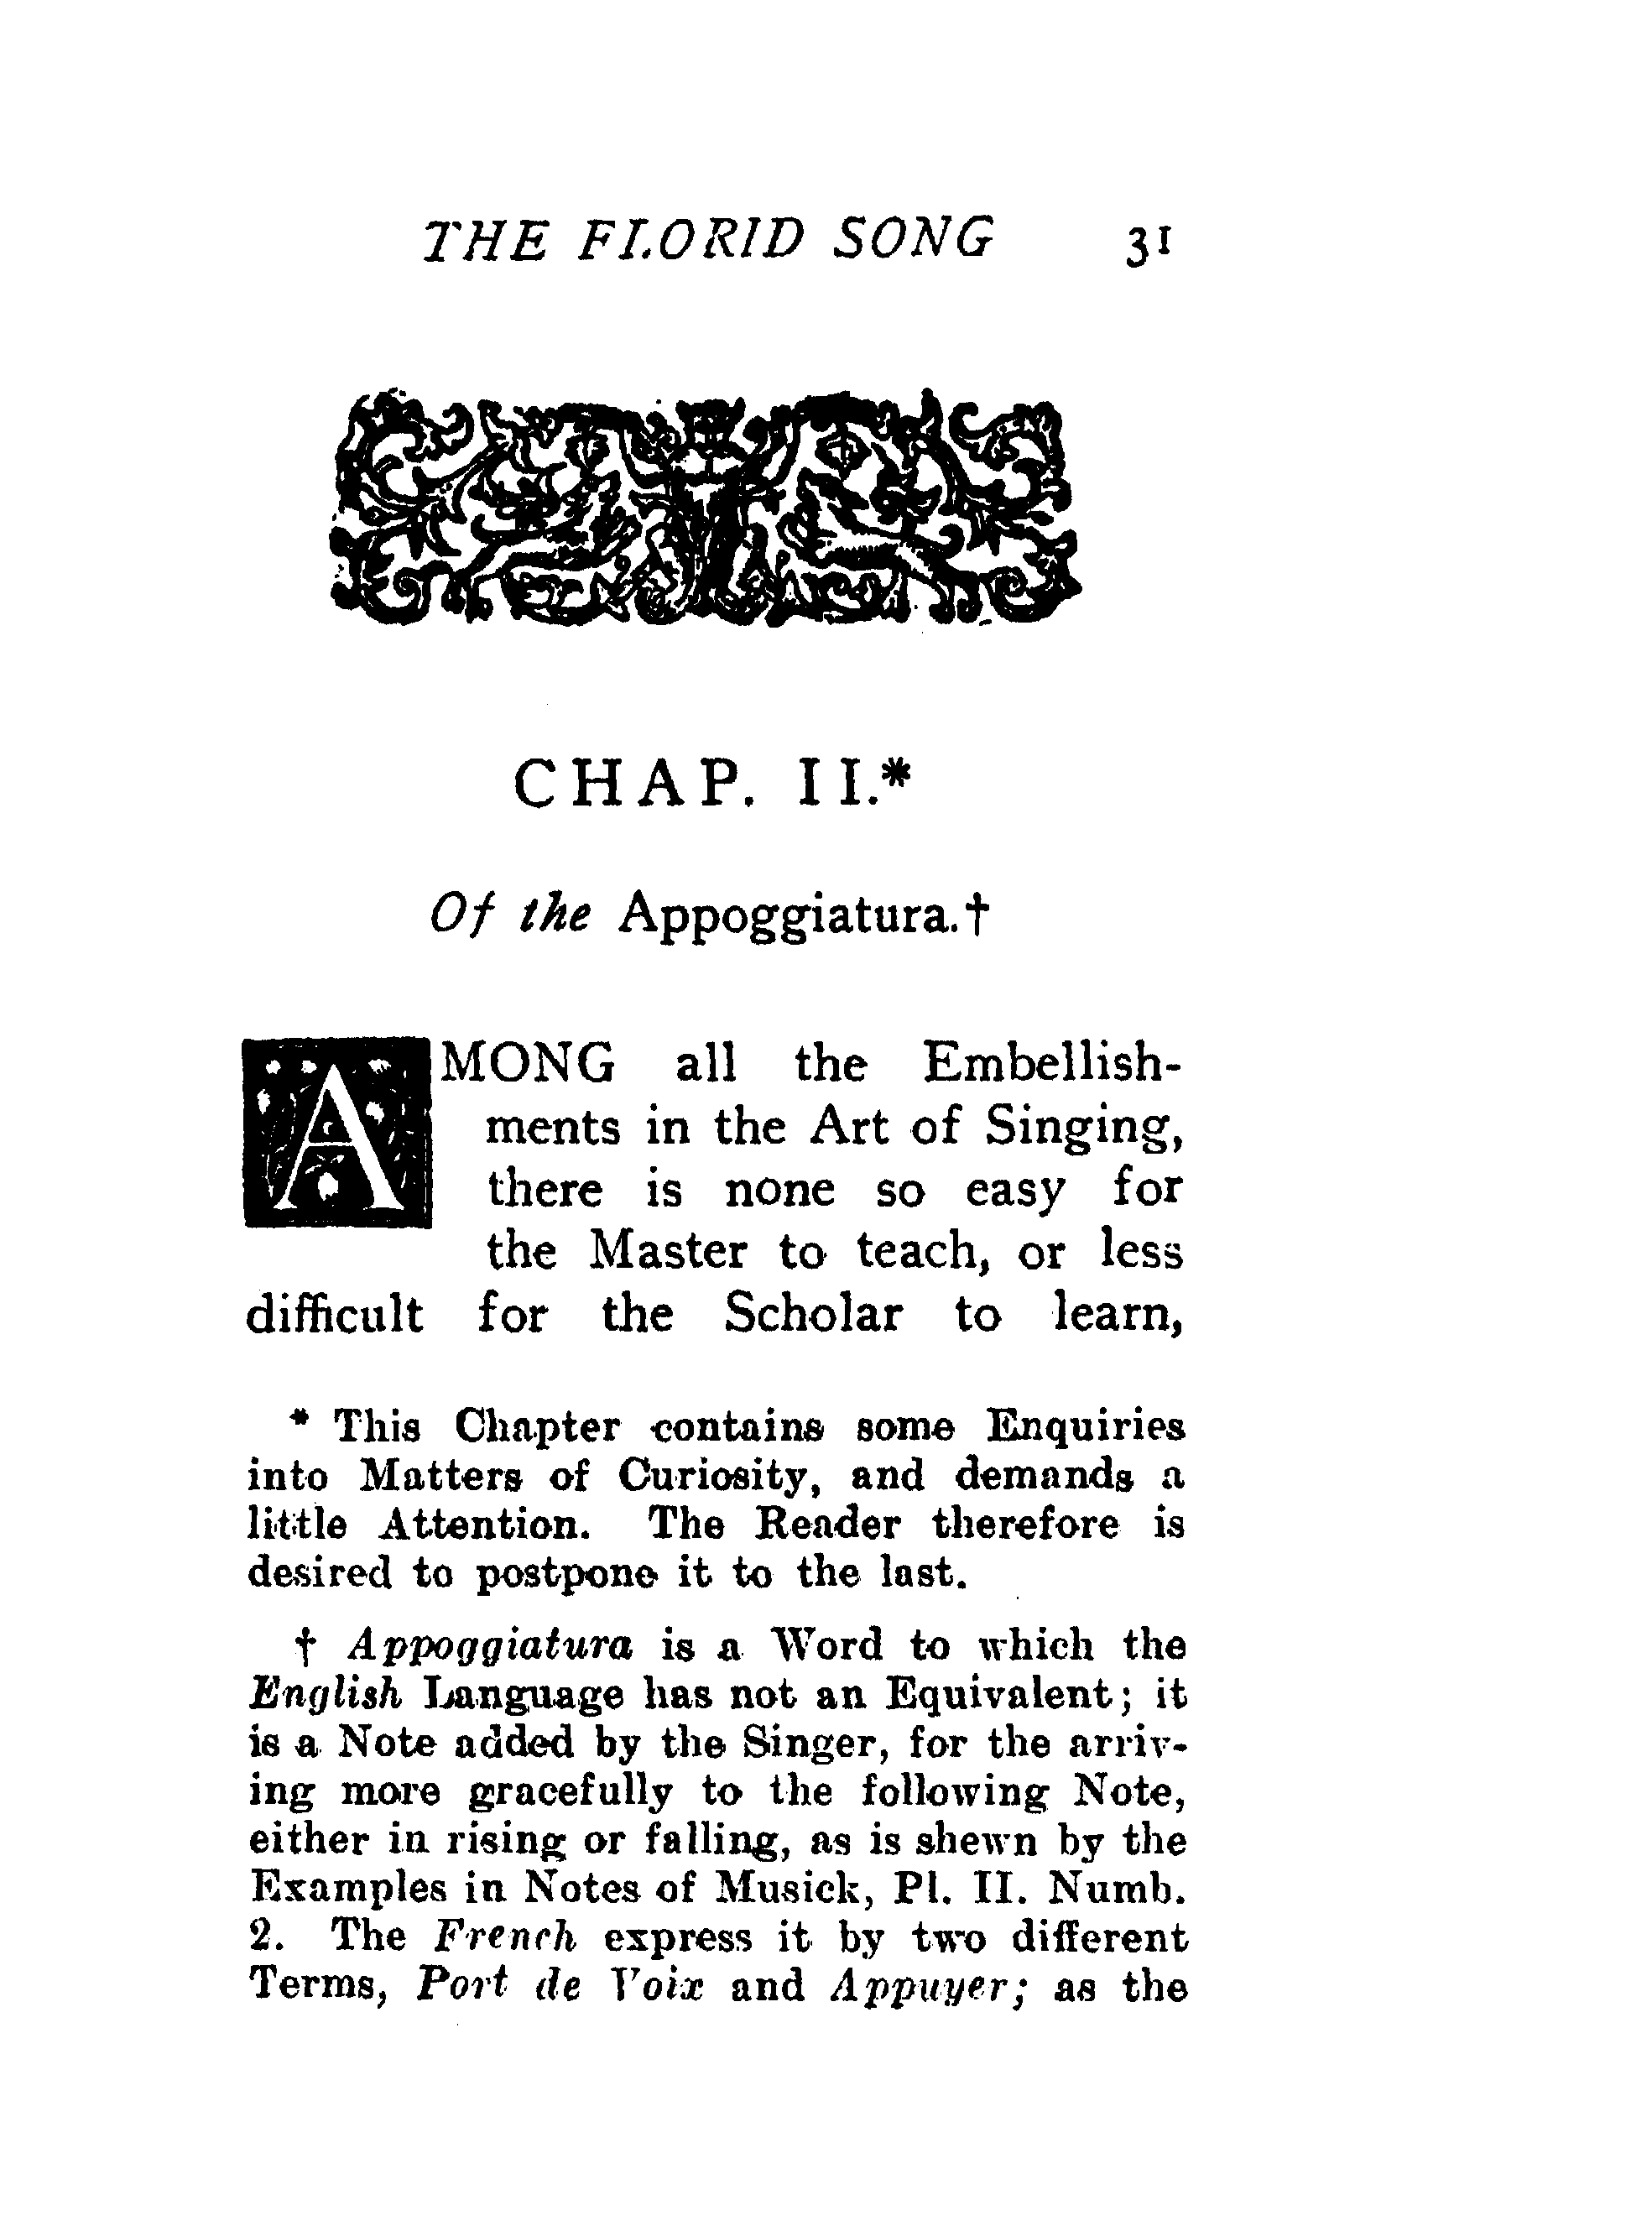 THE FLORID SONG 31
CHAP. II.*
Of the Appoggiatura.†
AMONG all the Embellish-
ments in the Art of Singing,
there is none so easy for
the Master to teach, or less
difficult for the Scholar to learn,
* This Chapter contains some Enquiries
into Matters of Curiosity, and demands a
little Attention. The Reader therefore is
desired to postpone it to the last.
† Appoggiatura is a Word to which the
English Language has not an Equivalent; it
is a Note added by the Singer, for the arriv-
ing more gracefully to the following Note,
either in rising or falling, as is shewn by the
Examples in Notes of Musick, Pl. II. Numb.
2. The French express it by two different
Terms, Port de Voix and Appuyer; as the